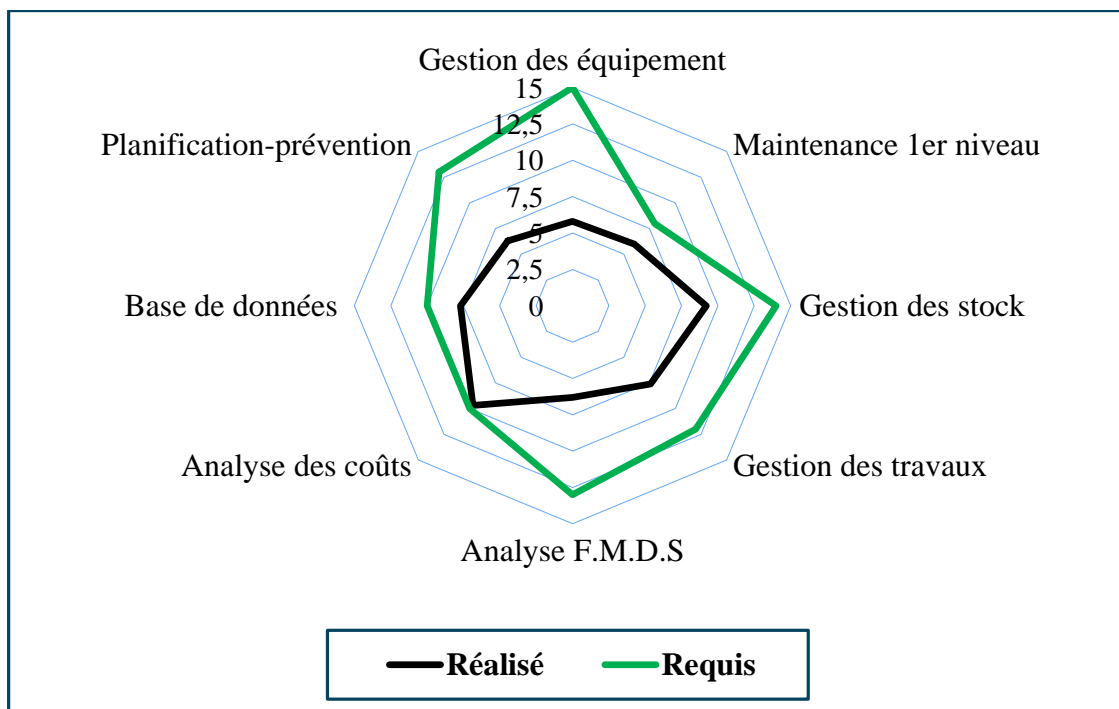 Gestion des équipement
15
12,5
10
7,5
5
2,5
0
Planification-prévention
Maintenance 1er niveau
Base de données
Gestion des stock
Analyse des coûts
Gestion des travaux
Analyse F.M.D.S
Réalisé
Requis